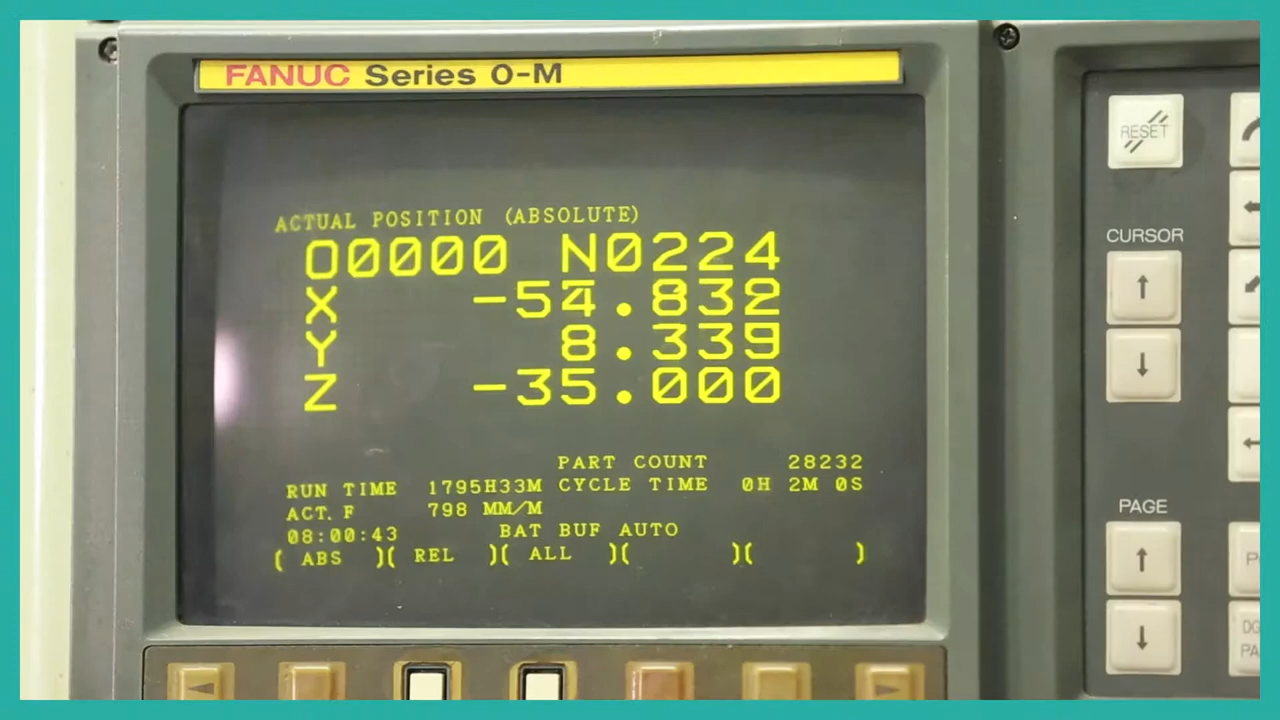 FANUC Series 0-M
ACTUAL POSITION (ABSOLUTE)
O0000 N0224
X -54.832
Y 8.339
Z -35.000
PART COUNT 28232
RUN TIME 1795H33M CYCLE TIME 0H 2M 0S
ACT.F 798 MM/M
08:00:43 BAT BUF AUTO
( ABS )( REL )( ALL )( )( )
RESET
CURSOR
↑
↓
PAGE
↑
↓